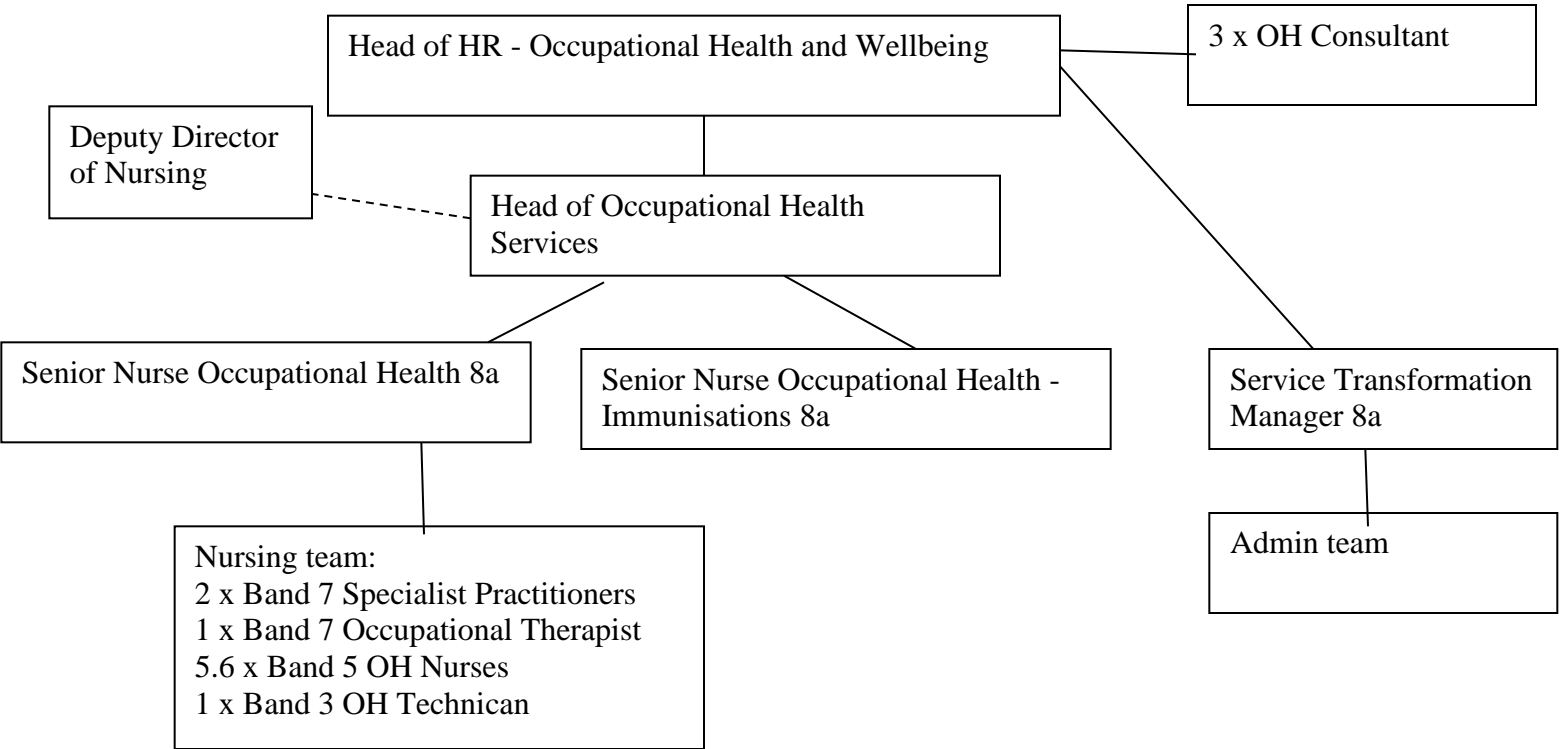 Head of HR - Occupational Health and Wellbeing
3 x OH Consultant
Deputy Director
of Nursing
Head of Occupational Health
Services
Senior Nurse Occupational Health 8a
Senior Nurse Occupational Health -
Immunisations 8a
Service Transformation
Manager 8a
Nursing team:
2 x Band 7 Specialist Practitioners
1 x Band 7 Occupational Therapist
5.6 x Band 5 OH Nurses
1 x Band 3 OH Technican
Admin team